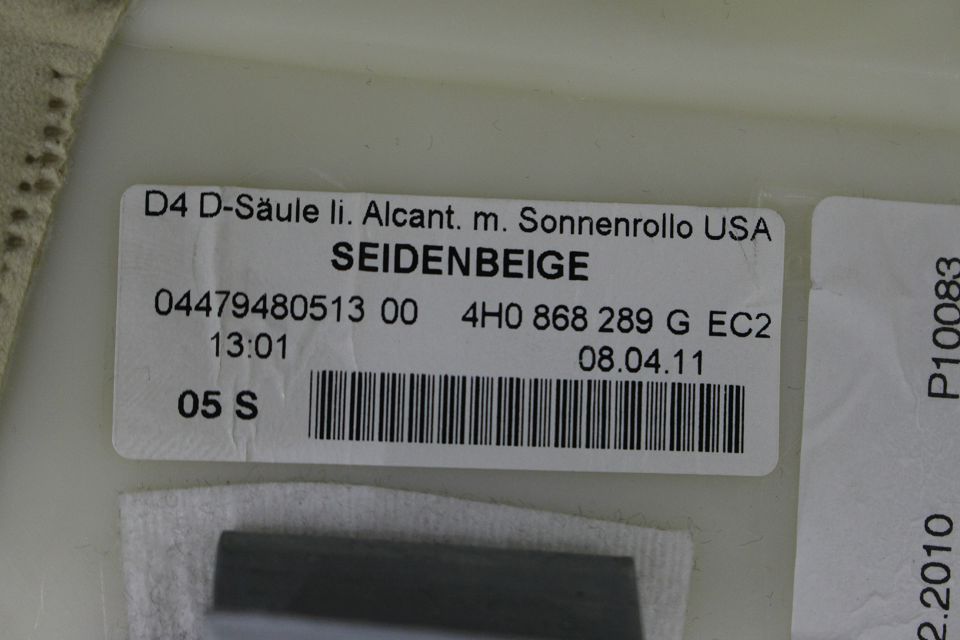 D4 D-Säule li. Alcant. m. Sonnenrollo USA
SEIDENBEIGE
04479480513 00 4H0 868 289 G EC2
13:01 08.04.11
05 S
P10083
2.2010